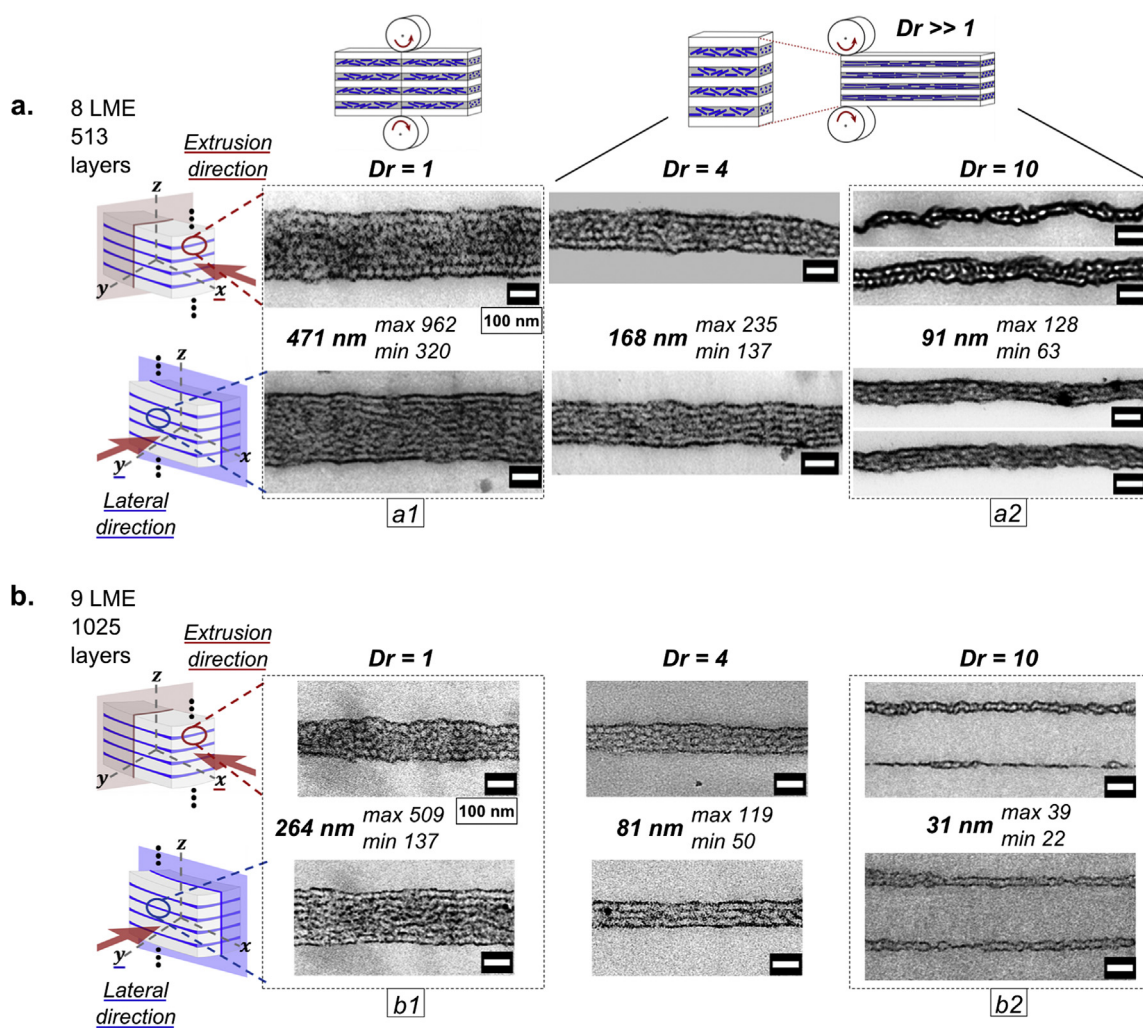 Dr >> 1
a.
8 LME
513
layers
Extrusion
direction
Dr = 1
Dr = 4
Dr = 10
z
y
x
100 nm
471 nm
max 962
min 320
168 nm
max 235
min 137
91 nm
max 128
min 63
z
x
y
Lateral
direction
a1
a2
b.
9 LME
1025
layers
Extrusion
direction
Dr = 1
Dr = 4
Dr = 10
z
y
x
100 nm
264 nm
max 509
min 137
81 nm
max 119
min 50
31 nm
max 39
min 22
z
x
y
Lateral
direction
b1
b2